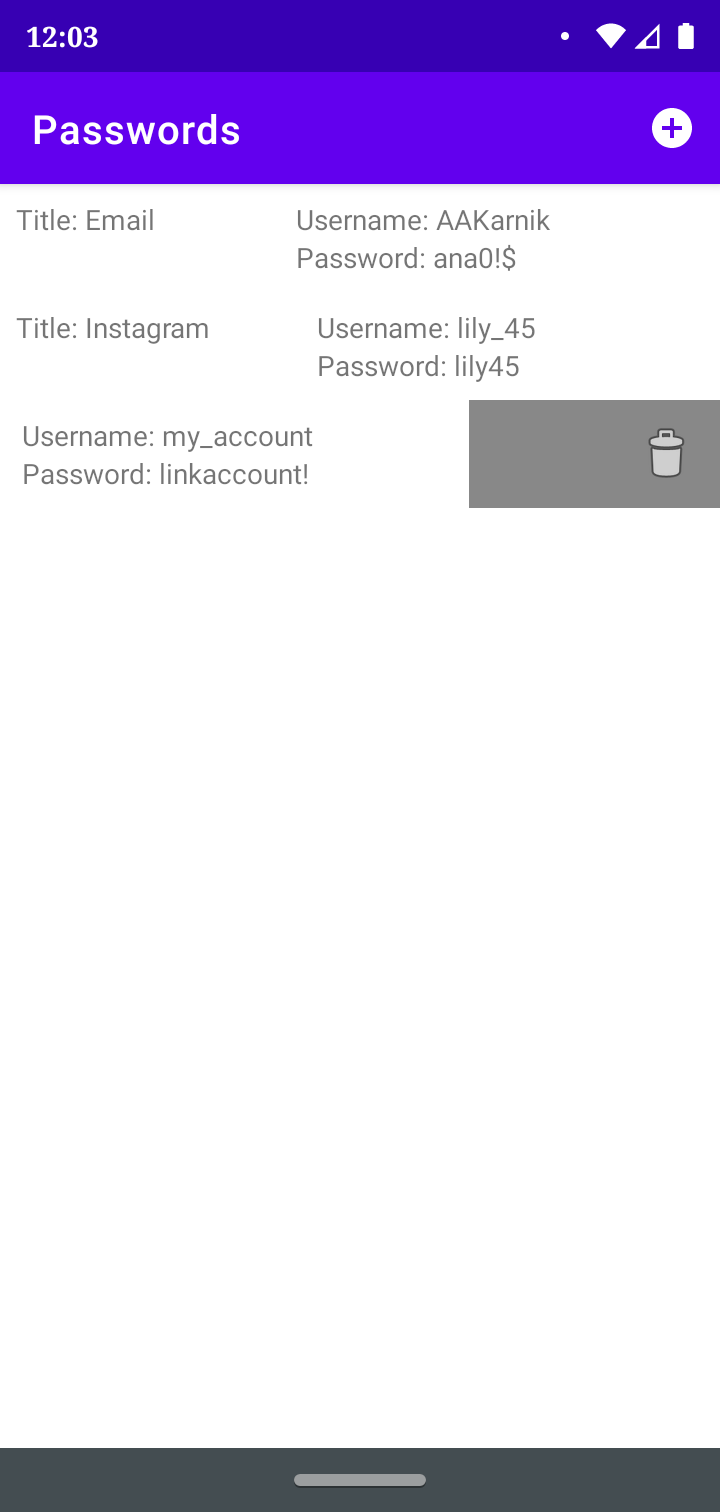 12:03
Passwords
Title: Email
Username: AAKarnik
Password: ana0!$
Title: Instagram
Username: lily_45
Password: lily45
Username: my_account
Password: linkaccount!